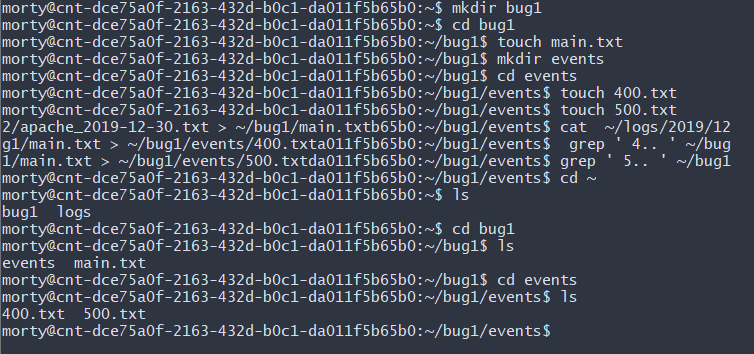 morty@cnt-dce75a0f-2163-432d-b0c1-da011f5b65b0:~$ mkdir bug1
morty@cnt-dce75a0f-2163-432d-b0c1-da011f5b65b0:~$ cd bug1
morty@cnt-dce75a0f-2163-432d-b0c1-da011f5b65b0:~/bug1$ touch main.txt
morty@cnt-dce75a0f-2163-432d-b0c1-da011f5b65b0:~/bug1$ mkdir events
morty@cnt-dce75a0f-2163-432d-b0c1-da011f5b65b0:~/bug1$ cd events
morty@cnt-dce75a0f-2163-432d-b0c1-da011f5b65b0:~/bug1/events$ touch 400.txt
morty@cnt-dce75a0f-2163-432d-b0c1-da011f5b65b0:~/bug1/events$ touch 500.txt
2/apache_2019-12-30.txt > ~/bug1/main.txtb65b0:~/bug1/events$ cat  ~/logs/2019/12
g1/main.txt > ~/bug1/events/400.txta011f5b65b0:~/bug1/events$  grep ' 4.. ' ~/bug
1/main.txt > ~/bug1/events/500.txtda011f5b65b0:~/bug1/events$ grep ' 5.. ' ~/bug1
morty@cnt-dce75a0f-2163-432d-b0c1-da011f5b65b0:~/bug1/events$ cd ~
morty@cnt-dce75a0f-2163-432d-b0c1-da011f5b65b0:~$ ls
bug1  logs
morty@cnt-dce75a0f-2163-432d-b0c1-da011f5b65b0:~$ cd bug1
morty@cnt-dce75a0f-2163-432d-b0c1-da011f5b65b0:~/bug1$ ls
events  main.txt
morty@cnt-dce75a0f-2163-432d-b0c1-da011f5b65b0:~/bug1$ cd events
morty@cnt-dce75a0f-2163-432d-b0c1-da011f5b65b0:~/bug1/events$ ls
400.txt  500.txt
morty@cnt-dce75a0f-2163-432d-b0c1-da011f5b65b0:~/bug1/events$